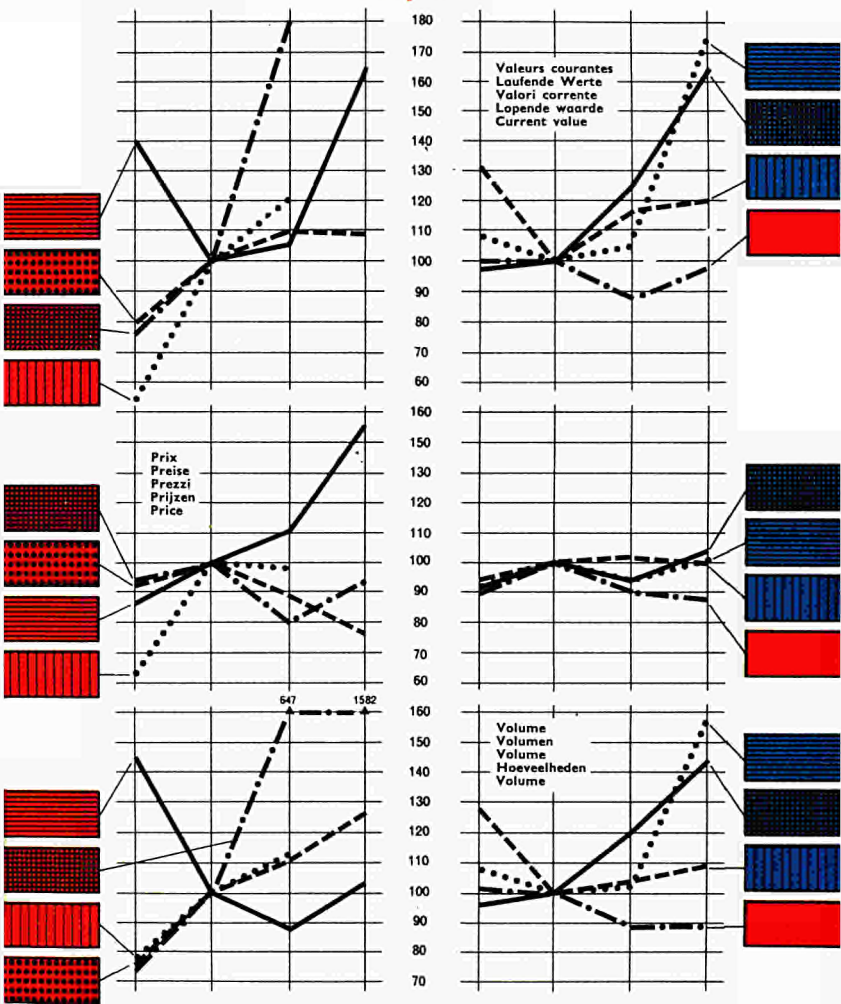 180
170
160
150
140
130
120
110
100
90
80
70
60
Valeurs courantes
Laufende Werte
Valori corrente
Lopende waarde
Current value
160
150
130
120
110
100
90
80
70
60
Prix
Preise
Prezzi
Prijzen
Price
647
1582
160
150
140
130
120
110
100
90
80
70
Volume
Volumen
Volume
Hoeveelheden
Volume